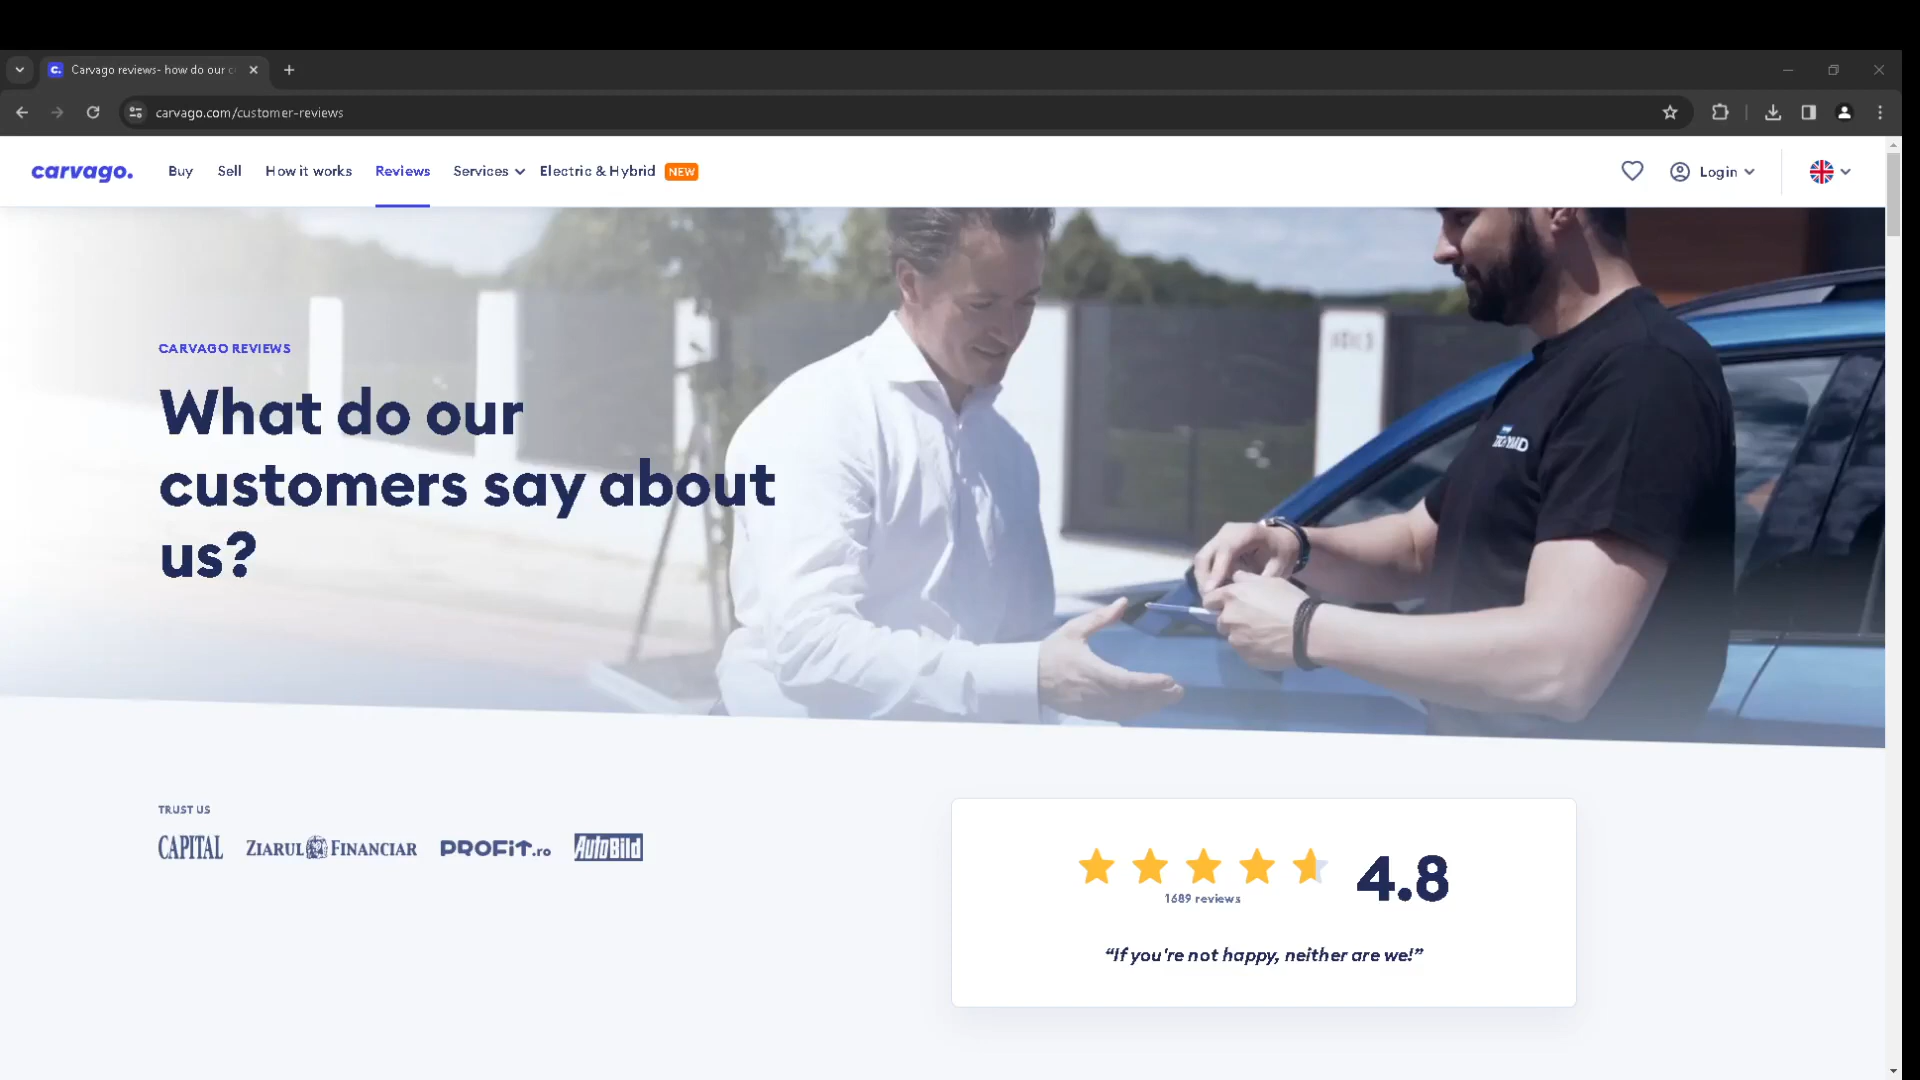 Carvago reviews- how do our c
carvago.com/customer-reviews
carvago.
Buy
Sell
How it works
Reviews
Services
Electric & Hybrid
NEW
Login
CARVAGO REVIEWS
What do our
customers say about
us?
TRUST US
CAPITAL
ZIARUL FINANCIAR
PROFIT.ro
AutoBild
1689 reviews
4.8
“If you're not happy, neither are we!”